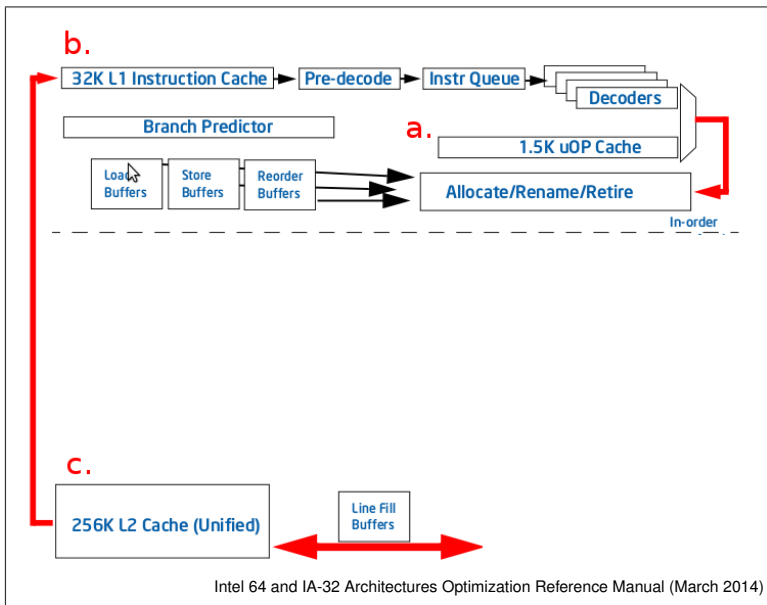 b.
32K L1 Instruction Cache
Pre-decode
Instr Queue
Decoders
Branch Predictor
a.
1.5K uOP Cache
Load
Buffers
Store
Buffers
Reorder
Buffers
Allocate/Rename/Retire
In-order
c.
256K L2 Cache (Unified)
Line Fill
Buffers
Intel 64 and IA-32 Architectures Optimization Reference Manual (March 2014)